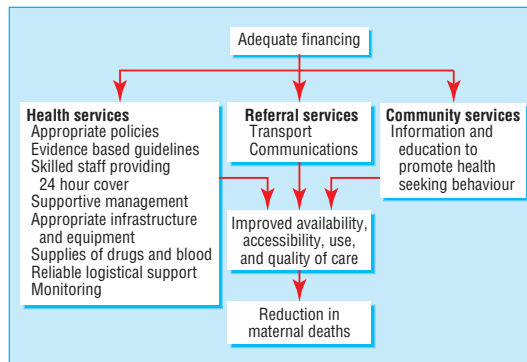 Adequate financing
Health services
Appropriate policies
Evidence based guidelines
Skilled staff providing
24 hour cover
Supportive management
Appropriate infrastructure
and equipment
Supplies of drugs and blood
Reliable logistical support
Monitoring
Referral services
Transport
Communications
Community services
Information and
education to
promote health
seeking behaviour
Improved availability,
accessibility, use,
and quality of care
Reduction in
maternal deaths